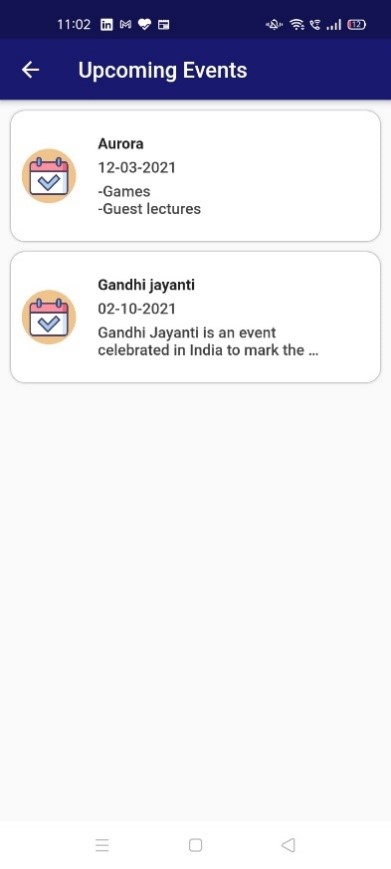 11:02
Upcoming Events
Aurora
12-03-2021
-Games
-Guest lectures
Gandhi jayanti
02-10-2021
Gandhi Jayanti is an event
celebrated in India to mark the ...